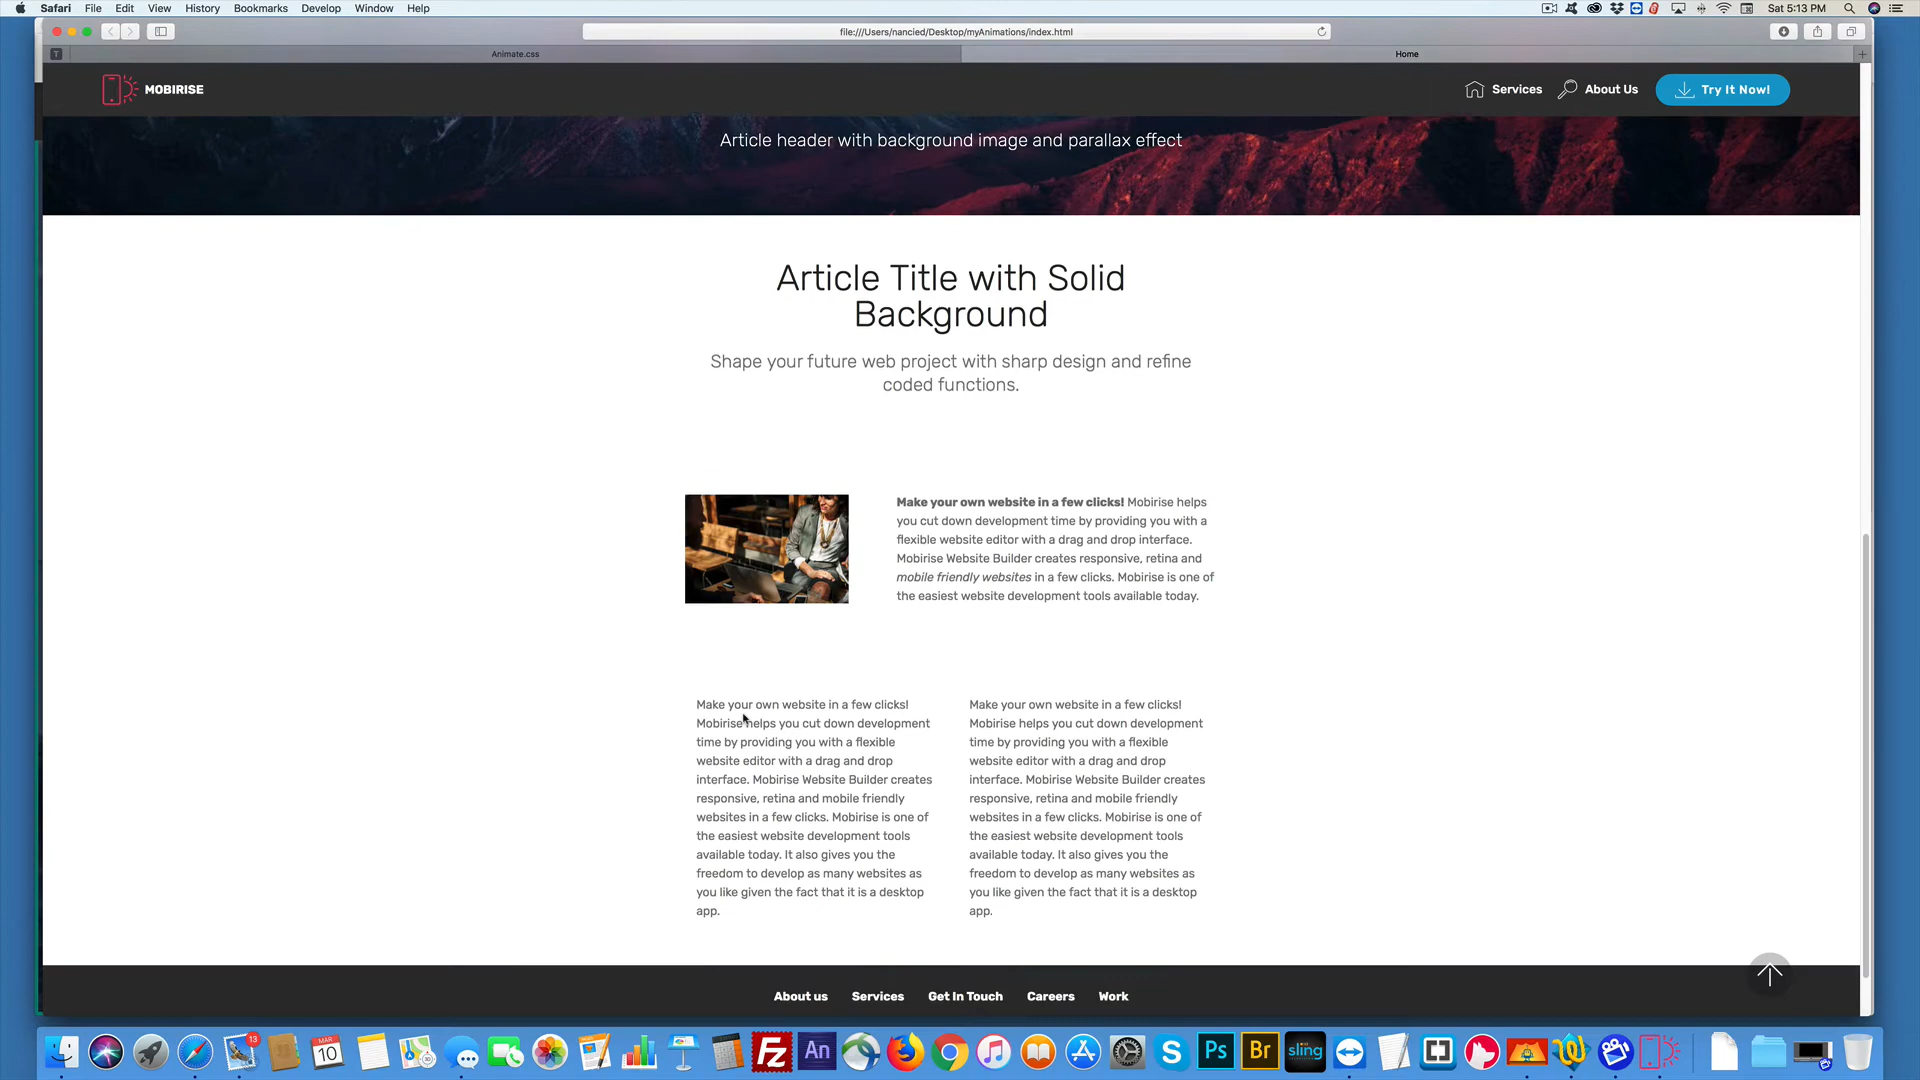 Safari File Edit View History Bookmarks Develop Window Help
Sat 5:13 PM
file:///Users/nancied/Desktop/myAnimations/index.html
T
Animate.css
Home
MOBIRISE
Services
About Us
Try It Now!
Article header with background image and parallax effect
Article Title with Solid
Background
Shape your future web project with sharp design and refine
coded functions.
Make your own website in a few clicks! Mobirise helps
you cut down development time by providing you with a
flexible website editor with a drag and drop interface.
Mobirise Website Builder creates responsive, retina and
mobile friendly websites in a few clicks. Mobirise is one of
the easiest website development tools available today.
Make your own website in a few clicks!
Mobirise helps you cut down development
time by providing you with a flexible
website editor with a drag and drop
interface. Mobirise Website Builder creates
responsive, retina and mobile friendly
websites in a few clicks. Mobirise is one of
the easiest website development tools
available today. It also gives you the
freedom to develop as many websites as
you like given the fact that it is a desktop
app.
Make your own website in a few clicks!
Mobirise helps you cut down development
time by providing you with a flexible
website editor with a drag and drop
interface. Mobirise Website Builder creates
responsive, retina and mobile friendly
websites in a few clicks. Mobirise is one of
the easiest website development tools
available today. It also gives you the
freedom to develop as many websites as
you like given the fact that it is a desktop
app.
About us Services Get In Touch Careers Work
13
MAR
10
Fz
An
S
Ps
Br
sling